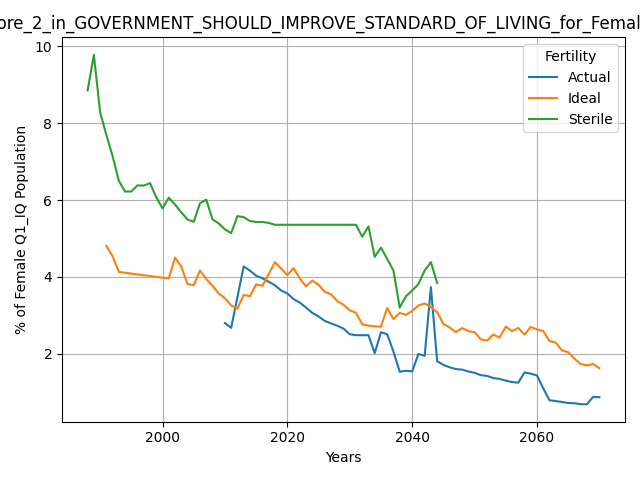 ore_2_in_GOVERNMENT_SHOULD_IMPROVE_STANDARD_OF_LIVING_for_Femal
Fertility
Actual
Ideal
Sterile
% of Female Q1_IQ Population
10
8
6
4
2
2000
2020
2040
2060
Years